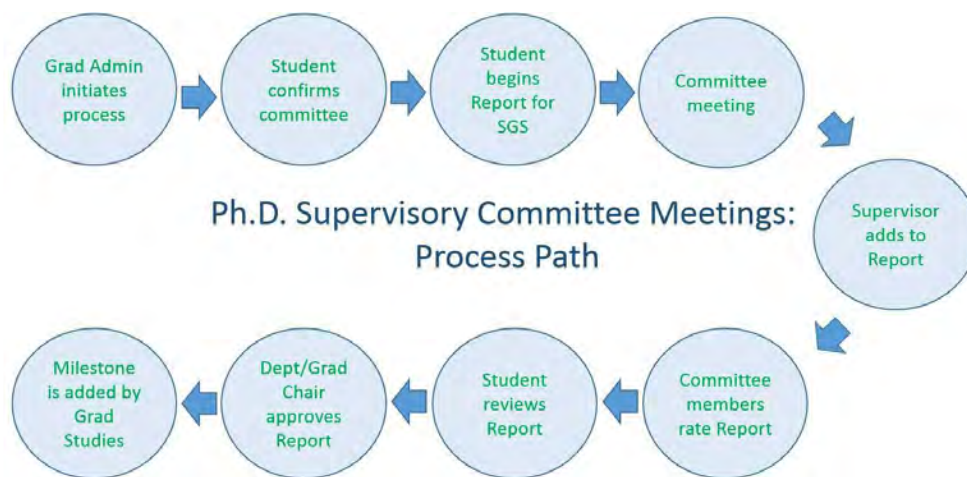 Grad Admin
initiates
process
Student
confirms
committee
Student
begins
Report for
SGS
Committee
meeting
Supervisor
adds to
Report
Ph.D. Supervisory Committee Meetings:
Process Path
Committee
members
rate Report
Student
reviews
Report
Dept/Grad
Chair
approves
Report
Milestone
is added by
Grad
Studies